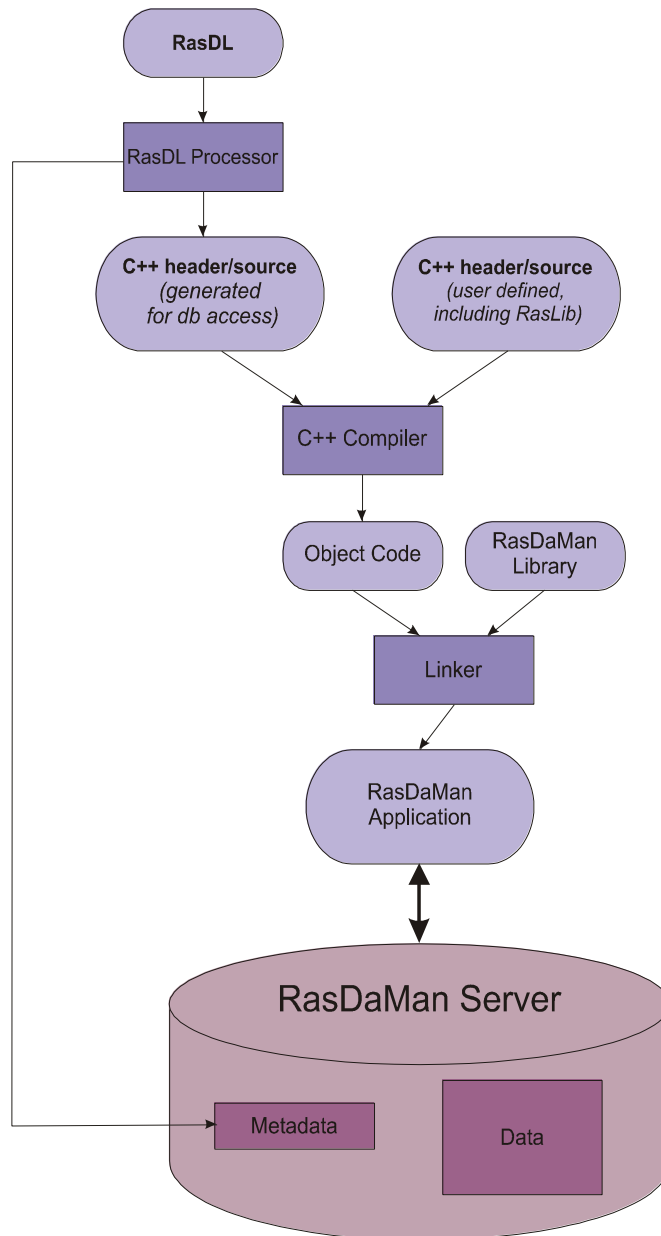 RasDL
RasDL Processor
C++ header/source
(generated
for db access)
C++ header/source
(user defined,
including RasLib)
C++ Compiler
Object Code
RasDaMan
Library
Linker
RasDaMan
Application
RasDaMan Server
Metadata
Data